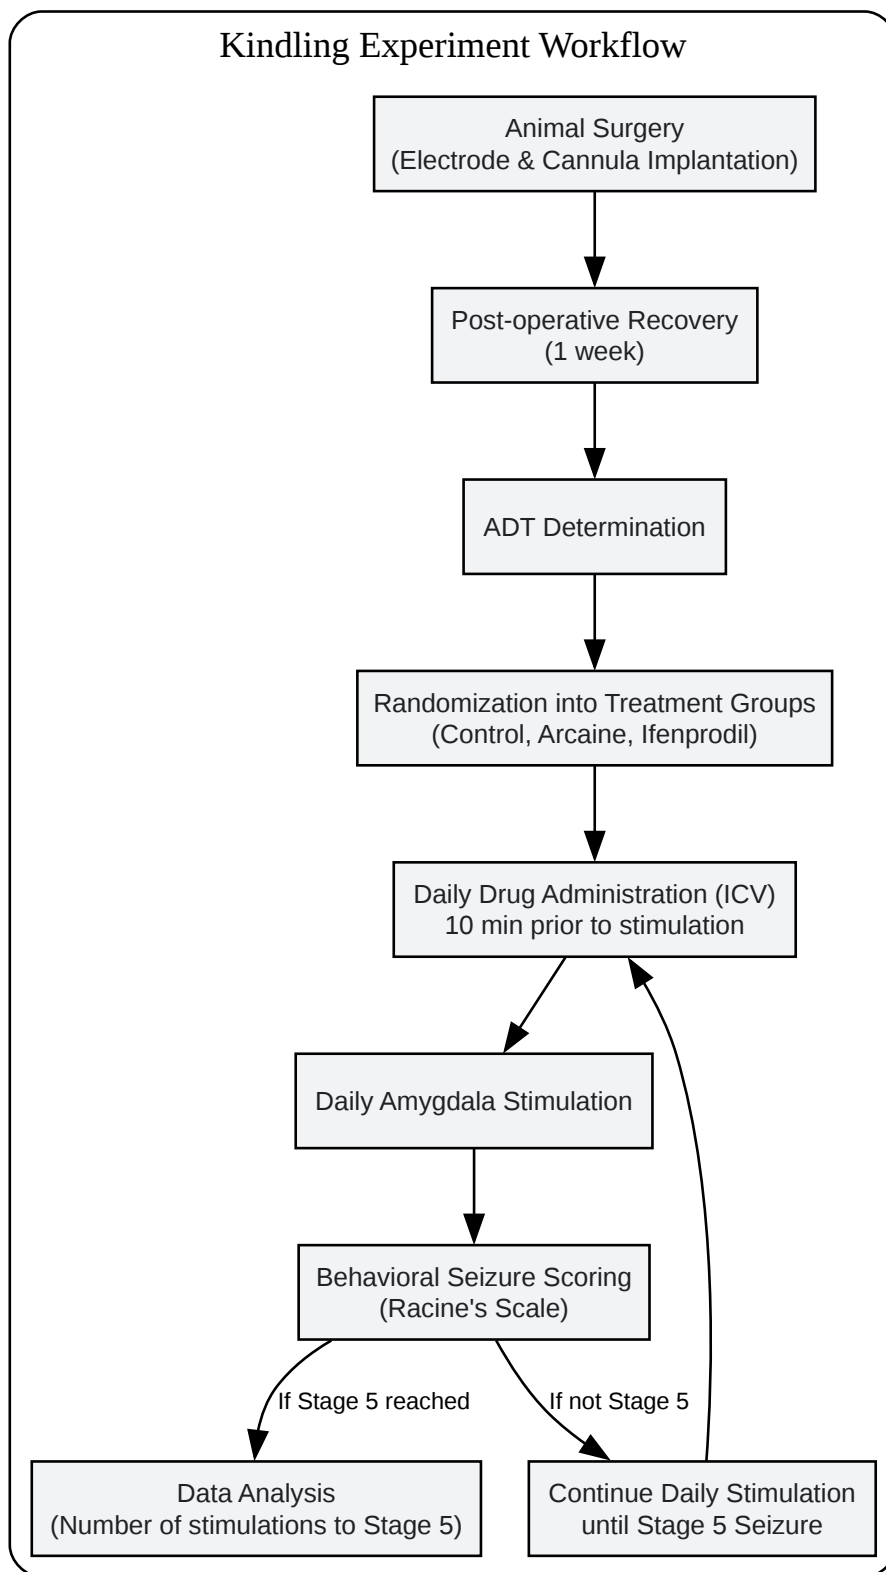 Kindling Experiment Workflow
Animal Surgery
(Electrode & Cannula Implantation)
Post-operative Recovery
(1 week)
ADT Determination
Randomization into Treatment Groups
(Control, Arcaine, Ifenprodil)
Daily Drug Administration (ICV)
10 min prior to stimulation
Daily Amygdala Stimulation
Behavioral Seizure Scoring
(Racine's Scale)
If Stage 5 reached
If not Stage 5
Data Analysis
(Number of stimulations to Stage 5)
Continue Daily Stimulation
until Stage 5 Seizure